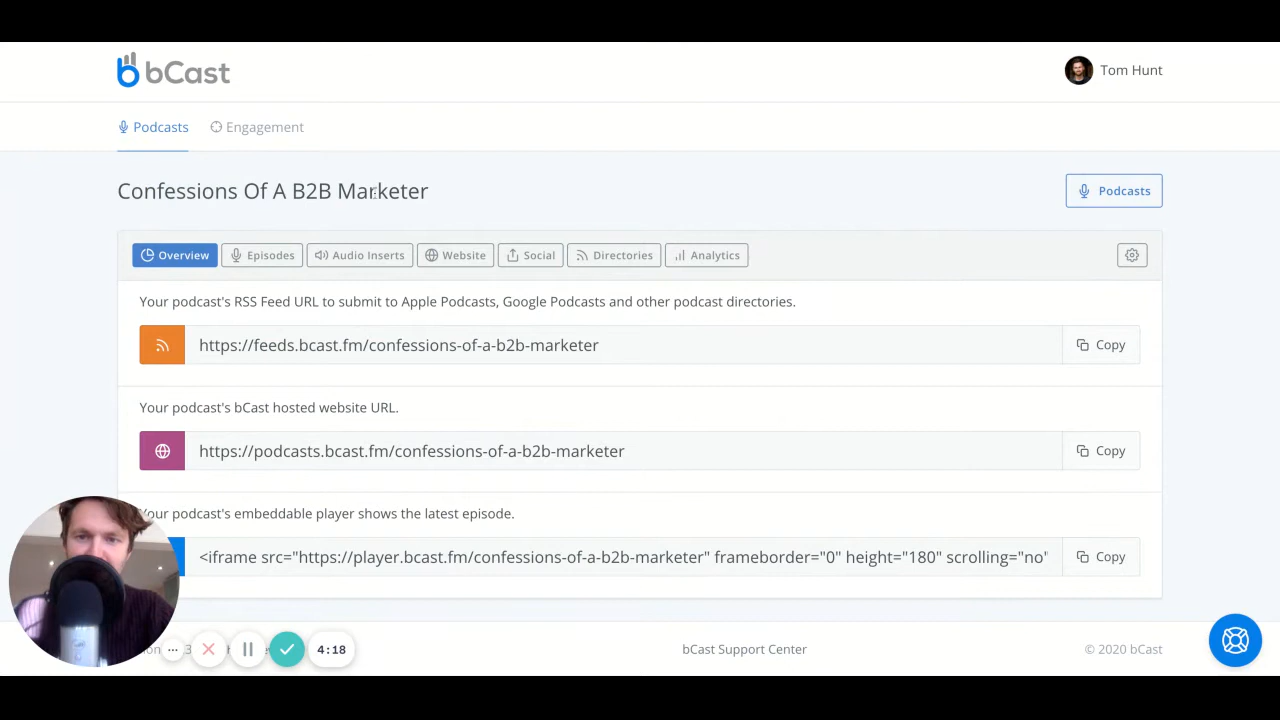 bCast
Tom Hunt
Podcasts
Engagement
Confessions Of A B2B Marketer
Podcasts
Overview
Episodes
Audio Inserts
Website
Social
Directories
Analytics
Your podcast's RSS Feed URL to submit to Apple Podcasts, Google Podcasts and other podcast directories.
https://feeds.bcast.fm/confessions-of-a-b2b-marketer
Copy
Your podcast's bCast hosted website URL.
https://podcasts.bcast.fm/confessions-of-a-b2b-marketer
Copy
Your podcast's embeddable player shows the latest episode.
<iframe src="https://player.bcast.fm/confessions-of-a-b2b-marketer" frameborder="0" height="180" scrolling="no"
Copy
4:18
bCast Support Center
© 2020 bCast